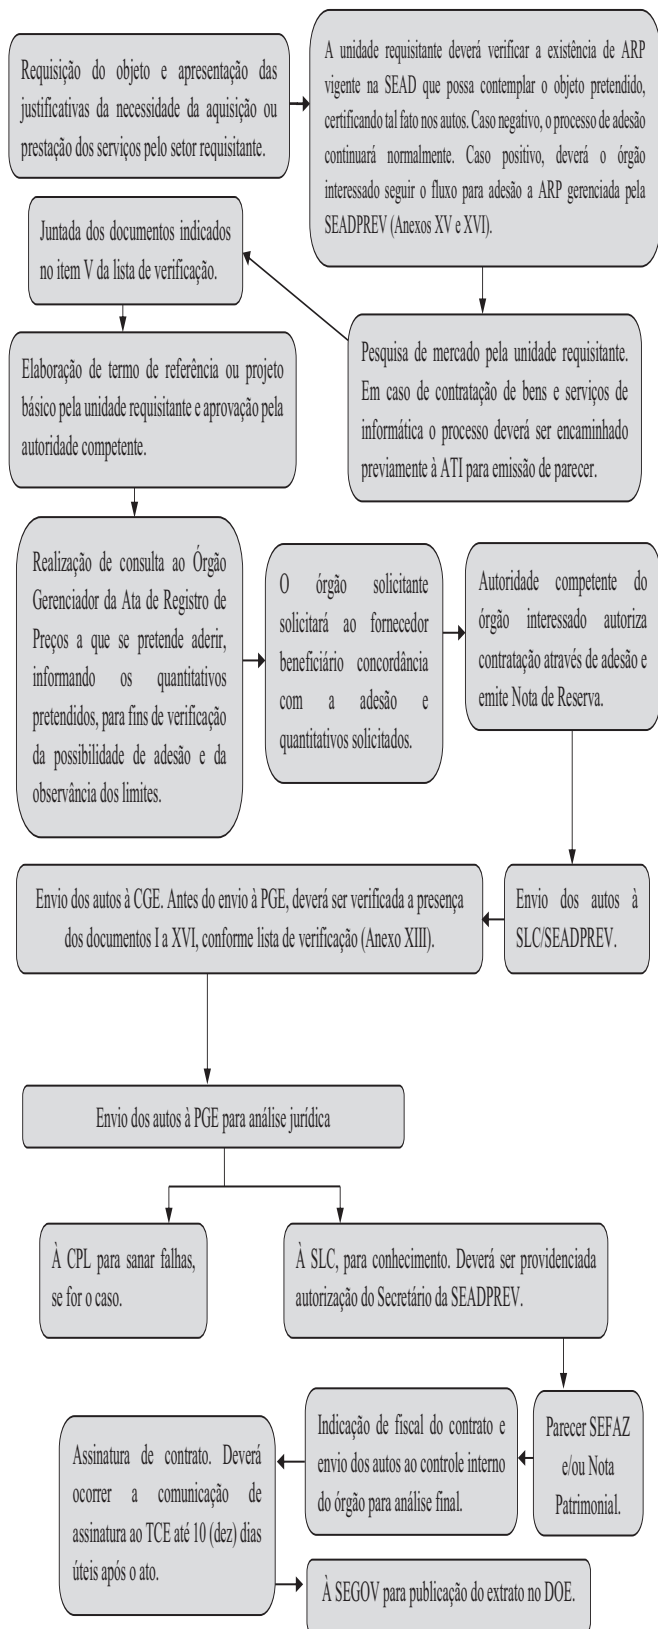 Requisição do objeto e apresentação das
justificativas da necessidade da aquisição ou
prestação dos serviços pelo setor requisitante.
A unidade requisitante deverá verificar a existência de ARP
vigente na SEAD que possa contemplar o objeto pretendido,
certificando tal fato nos autos. Caso negativo, o processo de adesão
continuará normalmente. Caso positivo, deverá o órgão
interessado seguir o fluxo para adesão a ARP gerenciada pela
SEADPREV (Anexos XV e XVI).
Pesquisa de mercado pela unidade requisitante.
Em caso de contratação de bens e serviços de
informática o processo deverá ser encaminhado
previamente à ATI para emissão de parecer.
Juntada dos documentos indicados
no item V da lista de verificação.
Elaboração de termo de referência ou projeto
básico pela unidade requisitante e aprovação pela
autoridade competente.
Realização de consulta ao Órgão
Gerenciador da Ata de Registro de
Preços a que se pretende aderir,
informando os quantitativos
pretendidos, para fins de verificação
da possibilidade de adesão e da
observância dos limites.
O órgão solicitante
solicitará ao fornecedor
beneficiário concordância
com a adesão e
quantitativos solicitados.
Autoridade competente do
órgão interessado autoriza
contratação através de adesão e
emite Nota de Reserva.
Envio dos autos à
SLC/SEADPREV.
Envio dos autos à CGE. Antes do envio à PGE, deverá ser verificada a presença
dos documentos I a XVI, conforme lista de verificação (Anexo XIII).
Envio dos autos à PGE para análise jurídica
À CPL para sanar falhas,
se for o caso.
À SLC, para conhecimento. Deverá ser providenciada
autorização do Secretário da SEADPREV.
Parecer SEFAZ
e/ou Nota
Patrimonial.
Indicação de fiscal do contrato e
envio dos autos ao controle interno
do órgão para análise final.
Assinatura de contrato. Deverá
ocorrer a comunicação de
assinatura ao TCE até 10 (dez) dias
úteis após o ato.
À SEGOV para publicação do extrato no DOE.